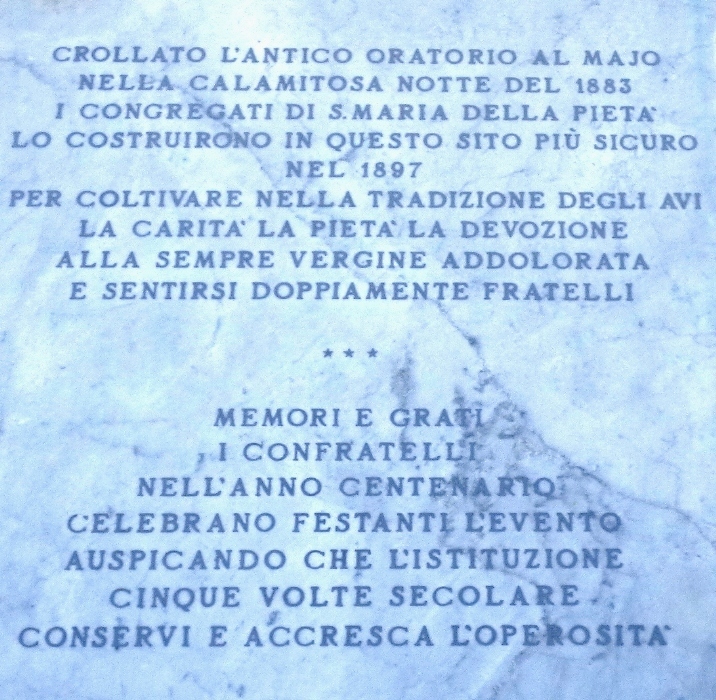 CROLLATO L'ANTICO ORATORIO AL MAJO
NELLA CALAMITOSA NOTTE DEL 1883
I CONGREGATI DI S.MARIA DELLA PIETA'
LO COSTRUIRONO IN QUESTO SITO PIÙ SICURO
NEL 1897
PER COLTIVARE NELLA TRADIZIONE DEGLI AVI
LA CARITA' LA PIETA' LA DEVOZIONE
ALLA SEMPRE VERGINE ADDOLORATA
E SENTIRSI DOPPIAMENTE FRATELLI
★ ★ ★
MEMORI E GRATI
I CONFRATELLI
NELL'ANNO CENTENARIO
CELEBRANO FESTANTI L'EVENTO
AUSPICANDO CHE L'ISTITUZIONE
CINQUE VOLTE SECOLARE
CONSERVI E ACCRESCA L'OPEROSITA'